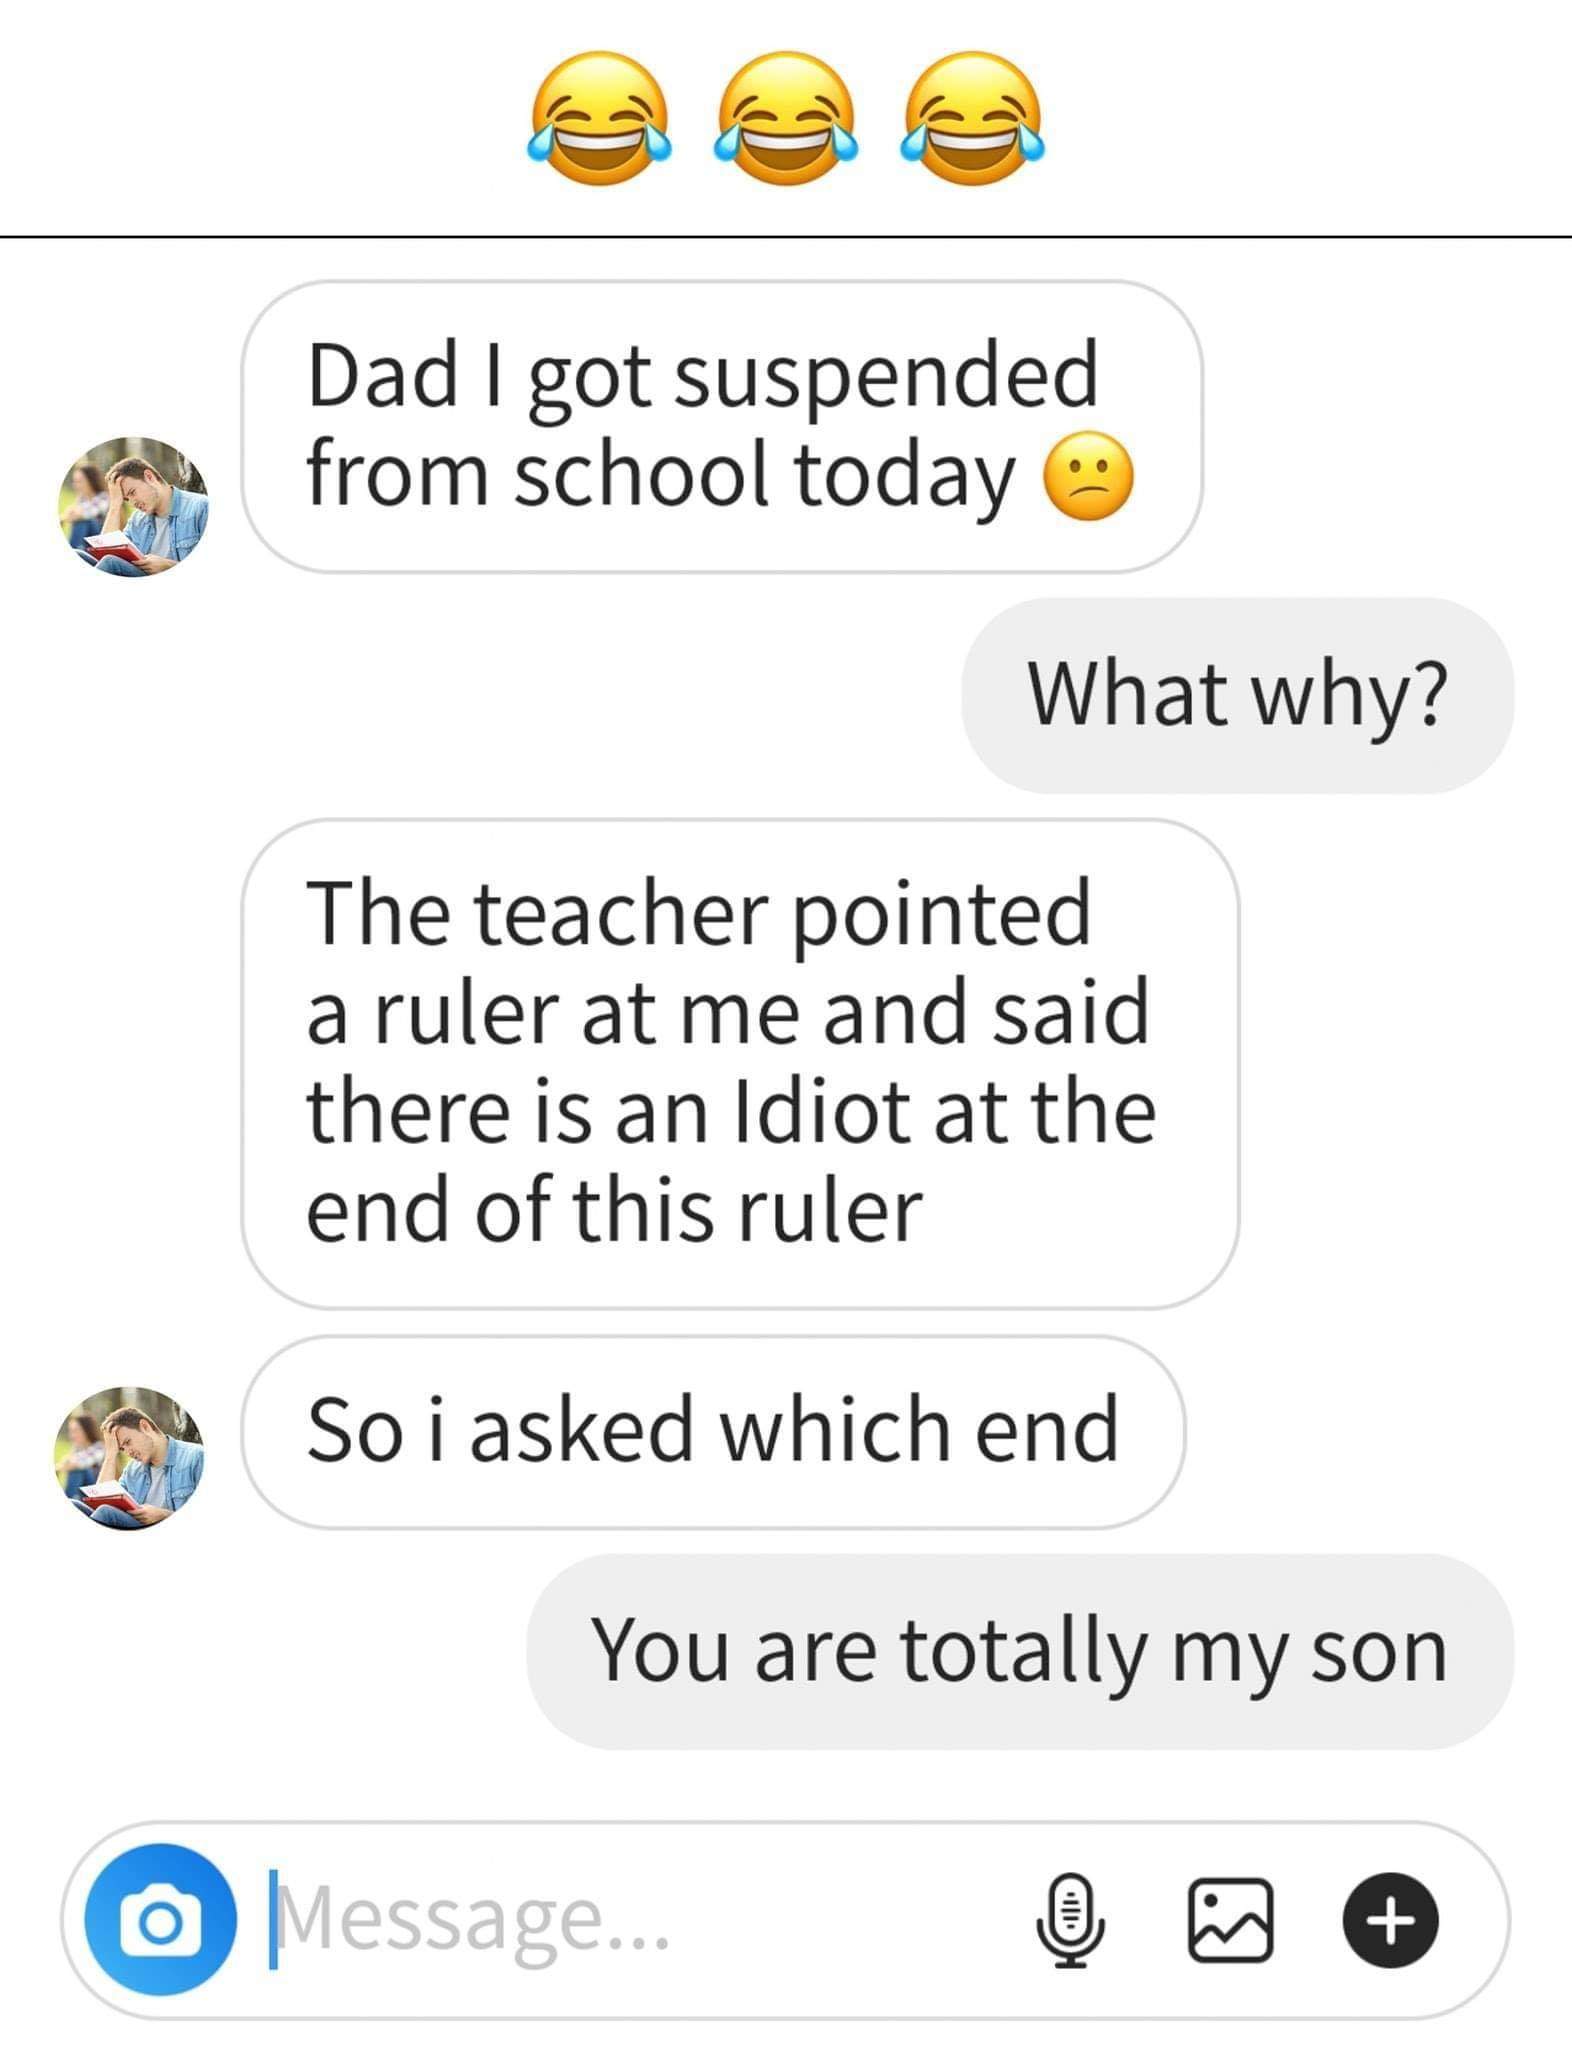 😂 😂 😂
Dad I got suspended
from school today 😕
What why?
The teacher pointed
a ruler at me and said
there is an Idiot at the
end of this ruler
So i asked which end
You are totally my son
Message...